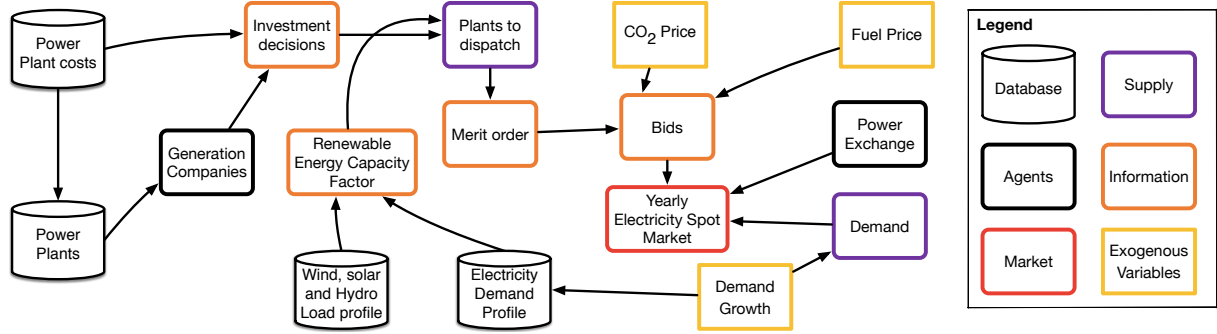 Power
Plant costs
Investment
decisions
Plants to
dispatch
CO2 Price
Fuel Price
Generation
Companies
Renewable
Energy Capacity
Factor
Merit order
Bids
Power
Exchange
Power
Plants
Yearly
Electricity Spot
Market
Demand
Wind, solar
and Hydro
Load profile
Electricity
Demand
Profile
Demand
Growth
Legend
Database
Supply
Agents
Information
Market
Exogenous
Variables